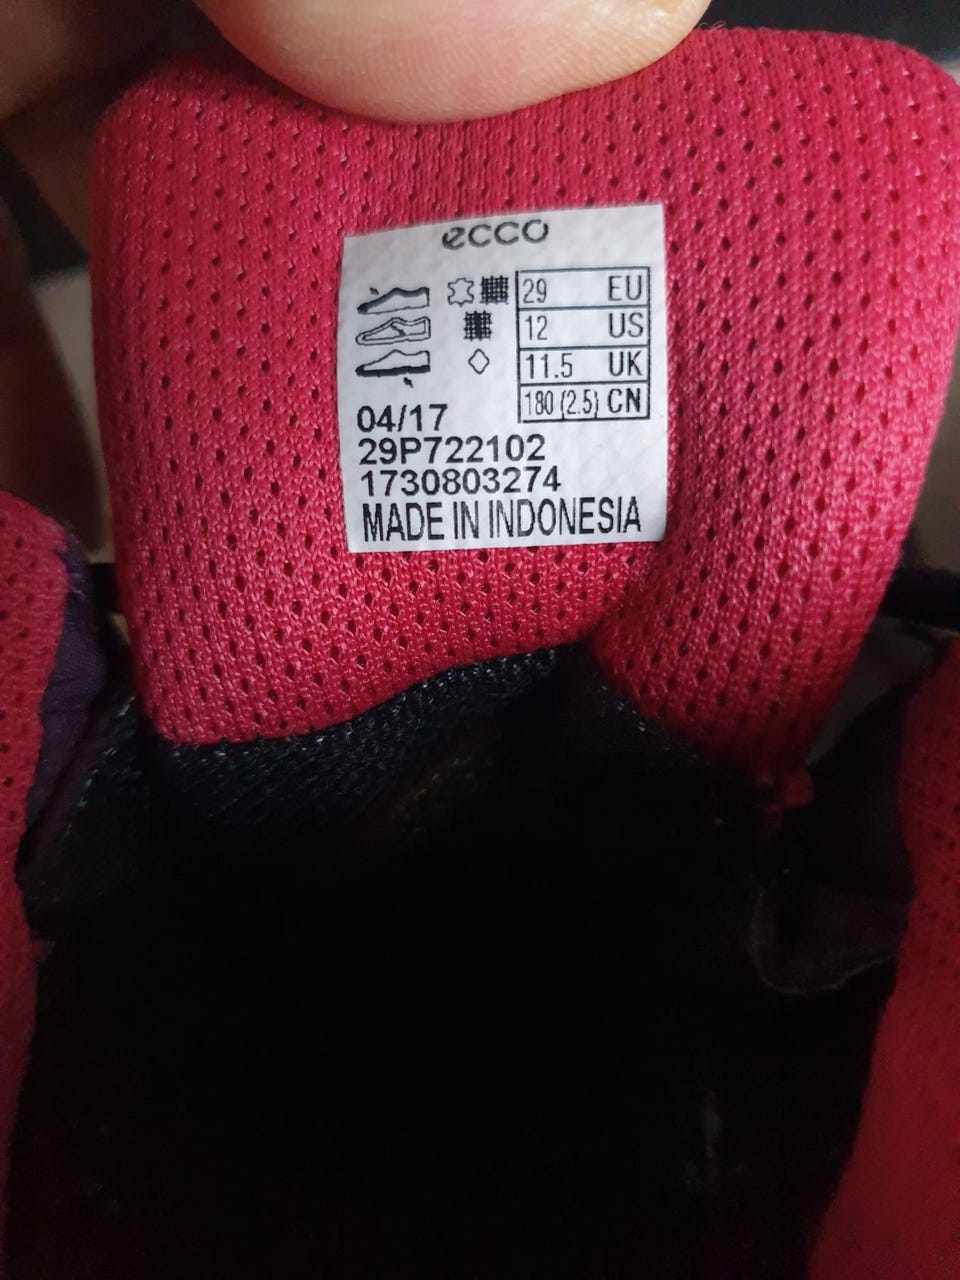 ecco
29 EU
12 US
11.5 UK
180 (2.5) CN
04/17
29P722102
1730803274
MADE IN INDONESIA